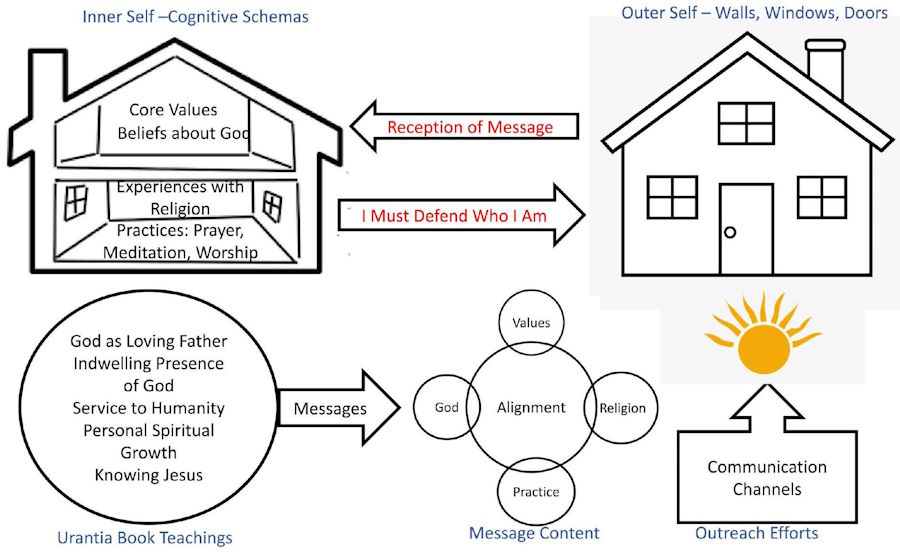 Inner Self –Cognitive Schemas
Outer Self – Walls, Windows, Doors
Core Values
Beliefs about God
Experiences with
Religion
Practices: Prayer,
Meditation, Worship
Reception of Message
I Must Defend Who I Am
God as Loving Father
Indwelling Presence
of God
Service to Humanity
Personal Spiritual
Growth
Knowing Jesus
Messages
Values
God
Alignment
Religion
Practice
Communication
Channels
Urantia Book Teachings
Message Content
Outreach Efforts